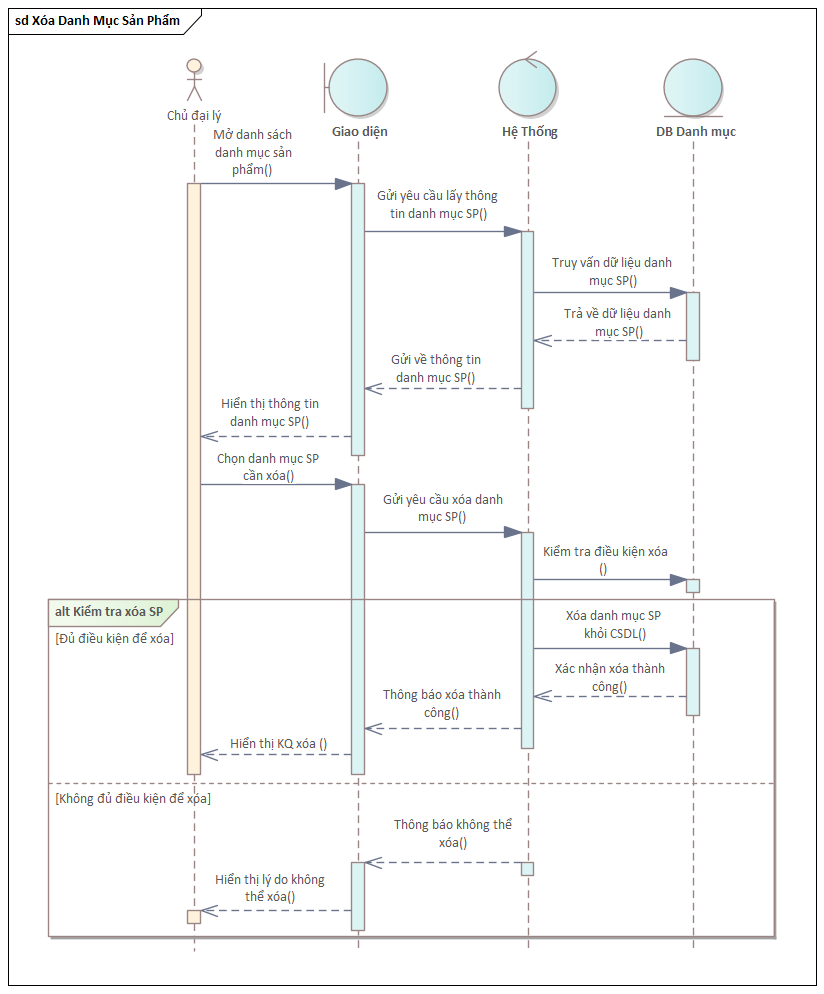 sd Xóa Danh Mục Sản Phẩm
Chủ đại lý
Giao diện
Hệ Thống
DB Danh mục
Mở danh sách
danh mục sản
phẩm()
Gửi yêu cầu lấy thông
tin danh mục SP()
Truy vấn dữ liệu danh
mục SP()
Trả về dữ liệu danh
mục SP()
Gửi về thông tin
danh mục SP()
Hiển thị thông tin
danh mục SP()
Chọn danh mục SP
cần xóa()
Gửi yêu cầu xóa danh
mục SP()
Kiểm tra điều kiện xóa
()
alt Kiểm tra xóa SP
[Đủ điều kiện để xóa]
Xóa danh mục SP
khỏi CSDL()
Xác nhận xóa thành
công()
Thông báo xóa thành
công()
Hiển thị KQ xóa ()
[Không đủ điều kiện để xóa]
Thông báo không thể
xóa()
Hiển thị lý do không
thể xóa()